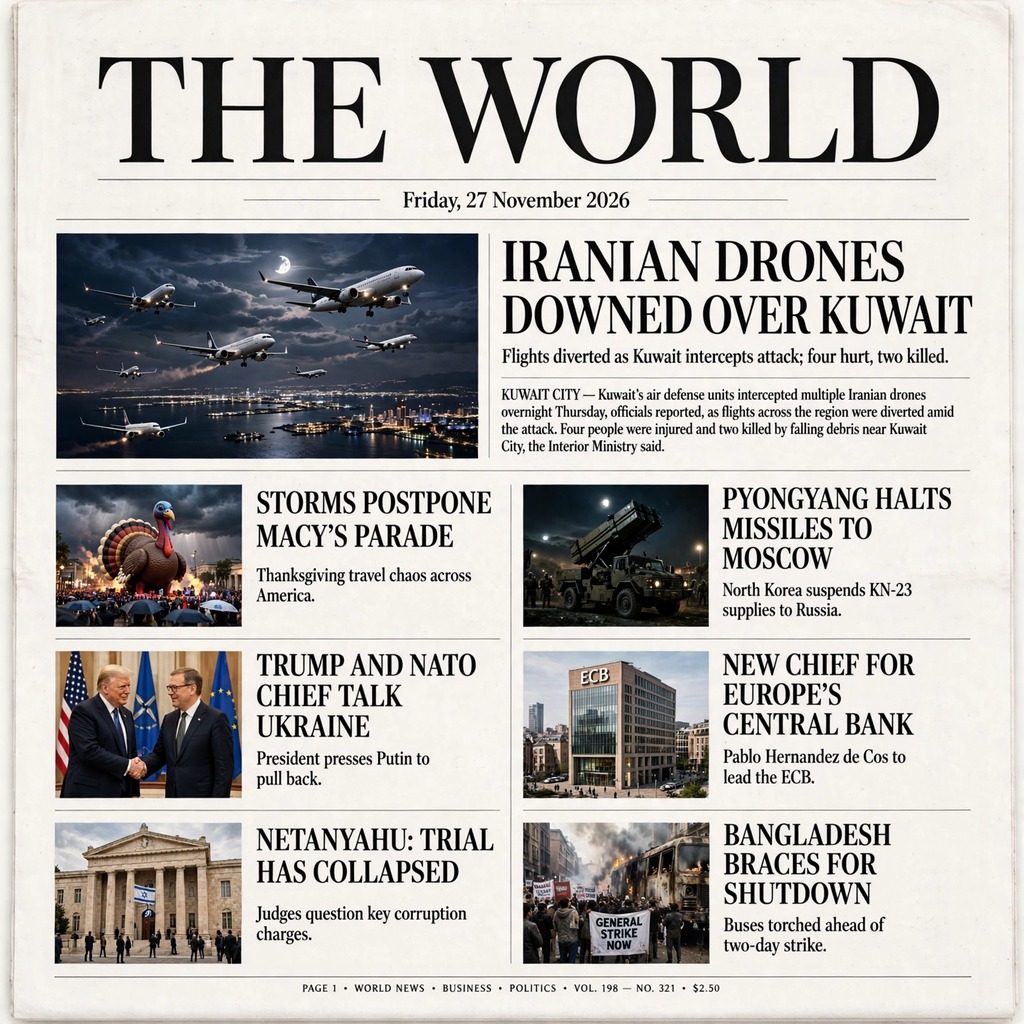 THE WORLD
Friday, 27 November 2026
IRANIAN DRONES
DOWNED OVER KUWAIT
Flights diverted as Kuwait intercepts attack; four hurt, two killed.
KUWAIT CITY — Kuwait's air defense units intercepted multiple Iranian drones
overnight Thursday, officials reported, as flights across the region were diverted amid
the attack. Four people were injured and two killed by falling debris near Kuwait
City, the Interior Ministry said.
STORMS POSTPONE
MACY'S PARADE
Thanksgiving travel chaos across
America.
PYONGYANG HALTS
MISSILES TO
MOSCOW
North Korea suspends KN-23
supplies to Russia.
TRUMP AND NATO
CHIEF TALK
UKRAINE
President presses Putin to
pull back.
ECB
NEW CHIEF FOR
EUROPE'S
CENTRAL BANK
Pablo Hernandez de Cos to
lead the ECB.
NETANYAHU: TRIAL
HAS COLLAPSED
Judges question key corruption
charges.
GENERAL
STRIKE
NOW
BANGLADESH
BRACES FOR
SHUTDOWN
Buses torched ahead of
two-day strike.
PAGE 1 • WORLD NEWS • BUSINESS • POLITICS • VOL. 198 — NO. 321 • $2.50